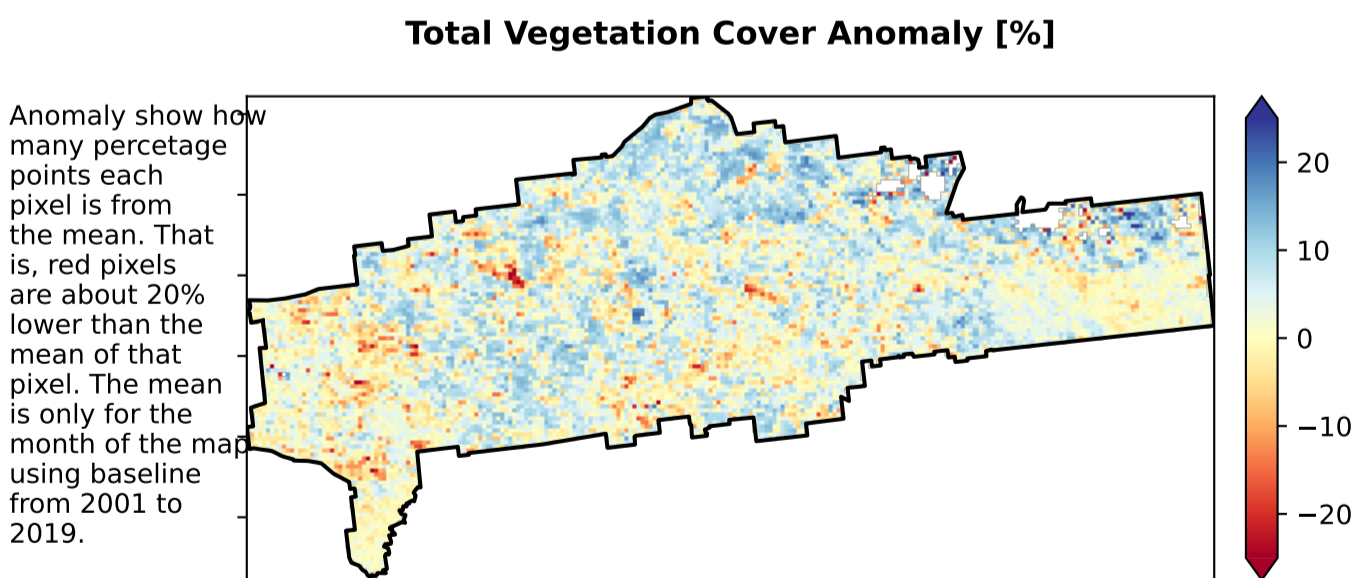 Total Vegetation Cover Anomaly [%]
Anomaly show how
many percetage
points each
pixel is from
the mean. That
is, red pixels
are about 20%
lower than the
mean of that
pixel. The mean
is only for the
month of the map
using baseline
from 2001 to
2019.
20
10
0
−10
−20